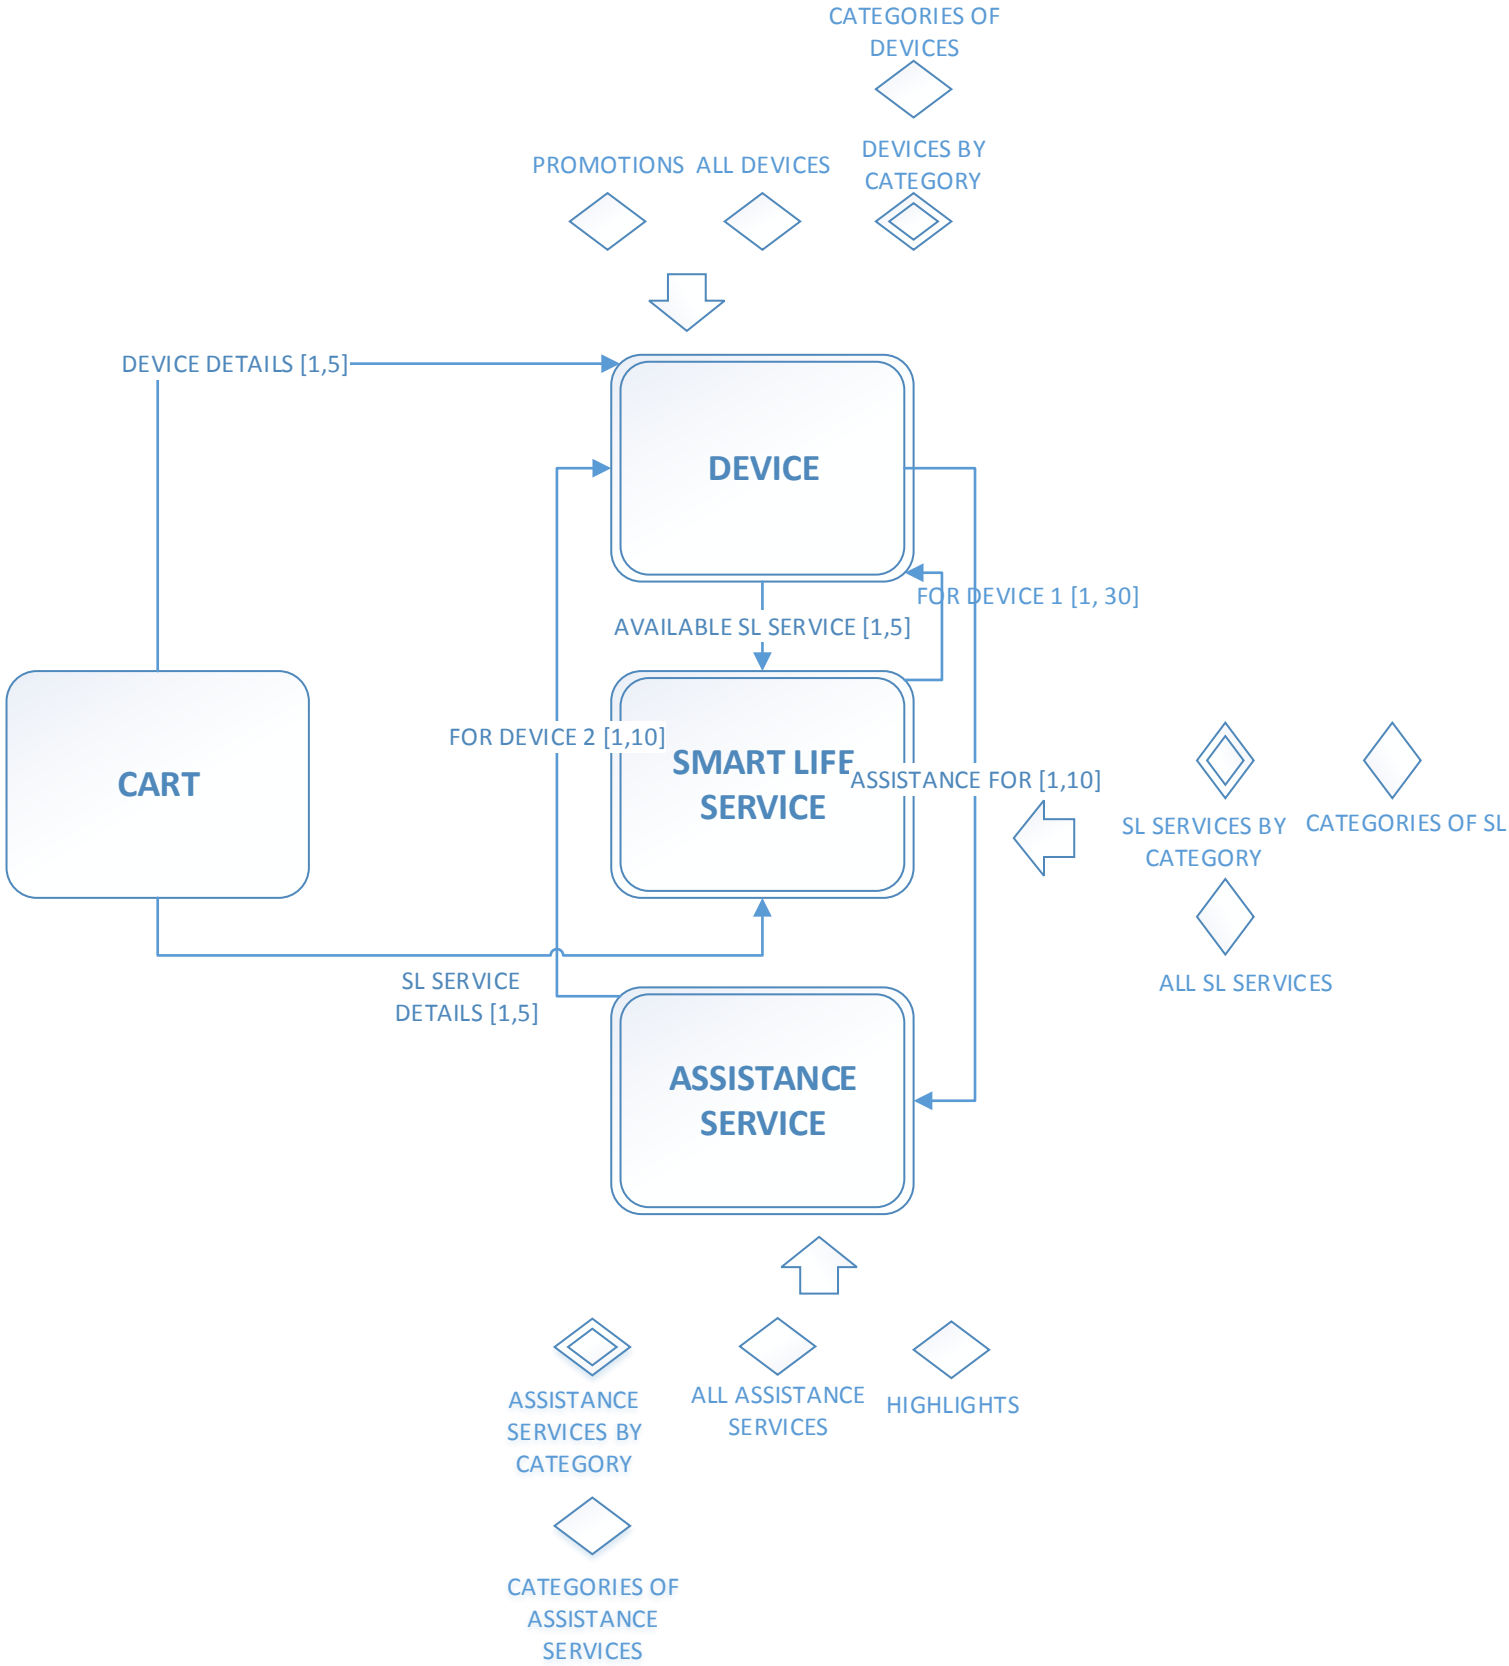 CATEGORIES OF
DEVICES
PROMOTIONS
ALL DEVICES
DEVICES BY
CATEGORY
DEVICE DETAILS [1,5]
DEVICE
FOR DEVICE 1 [1, 30]
AVAILABLE SL SERVICE [1,5]
FOR DEVICE 2 [1,10]
SMART LIFE
SERVICE
CART
ASSISTANCE FOR [1,10]
SL SERVICES BY
CATEGORY
CATEGORIES OF SL
ALL SL SERVICES
SL SERVICE
DETAILS [1,5]
ASSISTANCE
SERVICE
ASSISTANCE
SERVICES BY
CATEGORY
ALL ASSISTANCE
SERVICES
HIGHLIGHTS
CATEGORIES OF
ASSISTANCE
SERVICES